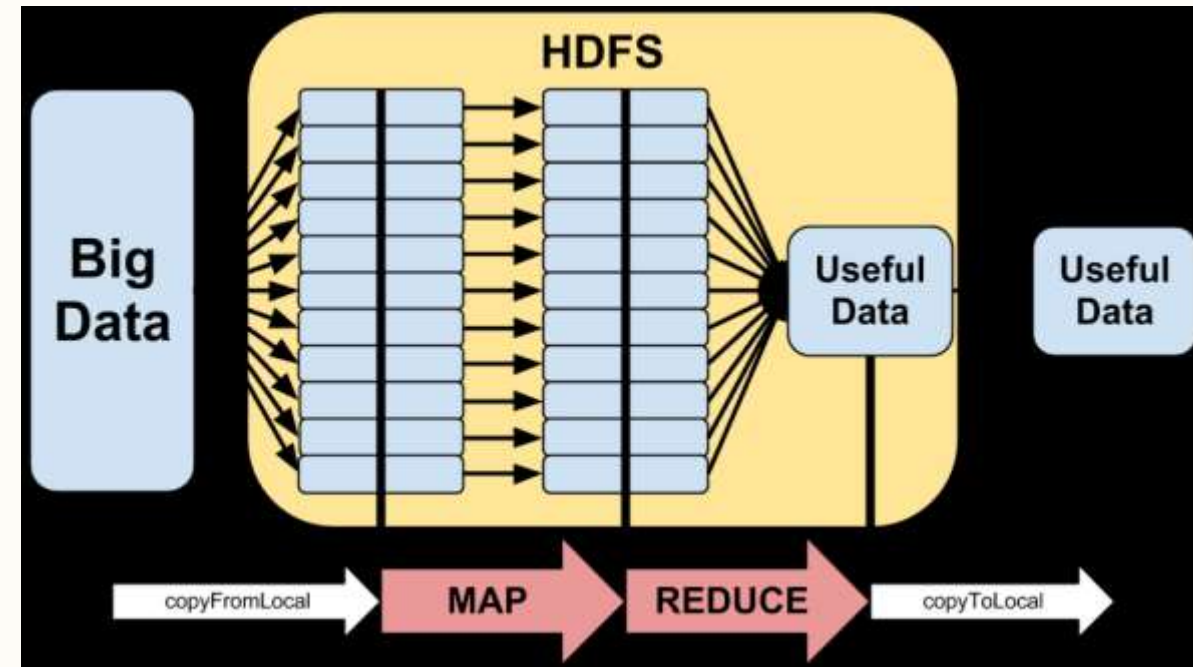 HDFS
Big
Data
Useful
Data
Useful
Data
copyFromLocal
MAP
REDUCE
copyToLocal